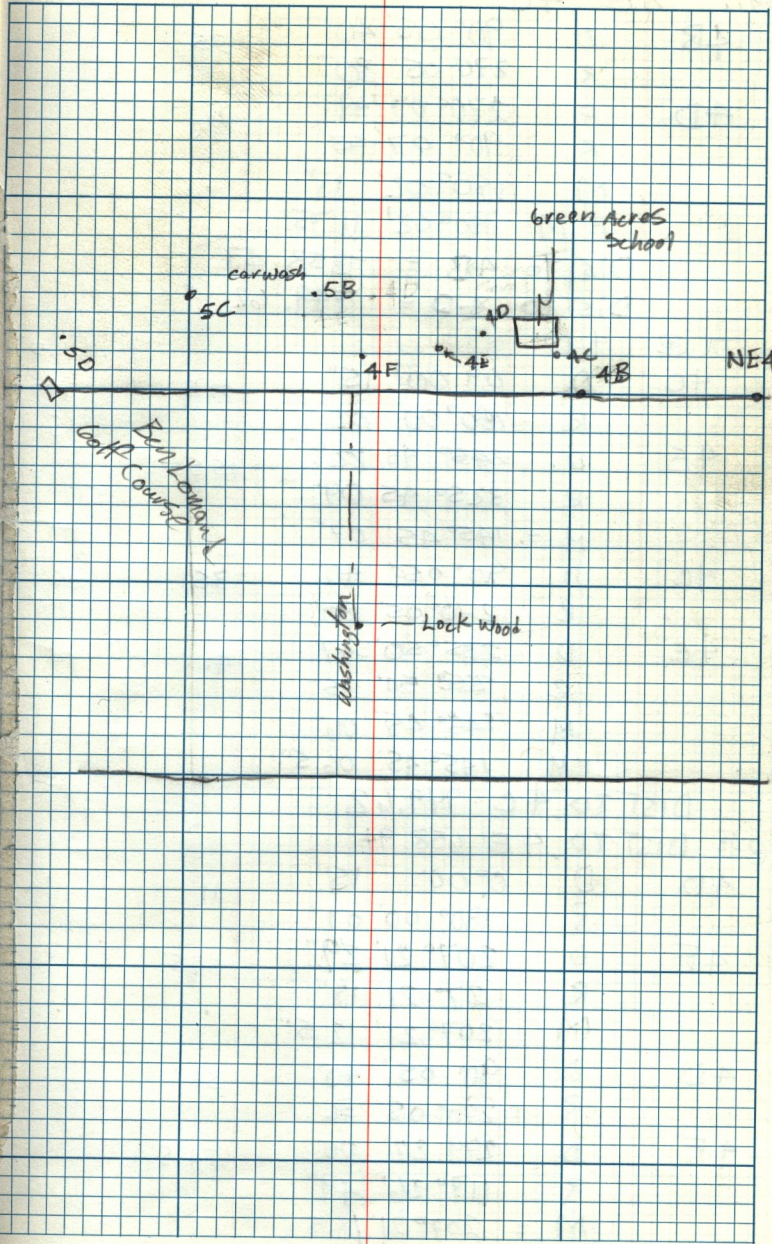 Green Acres
School
carwash
.5B
5C
4D
.5D
4F
4E
4C
4B
NE4
Ben Lomand
Golf Course
Washington
Lock Wood